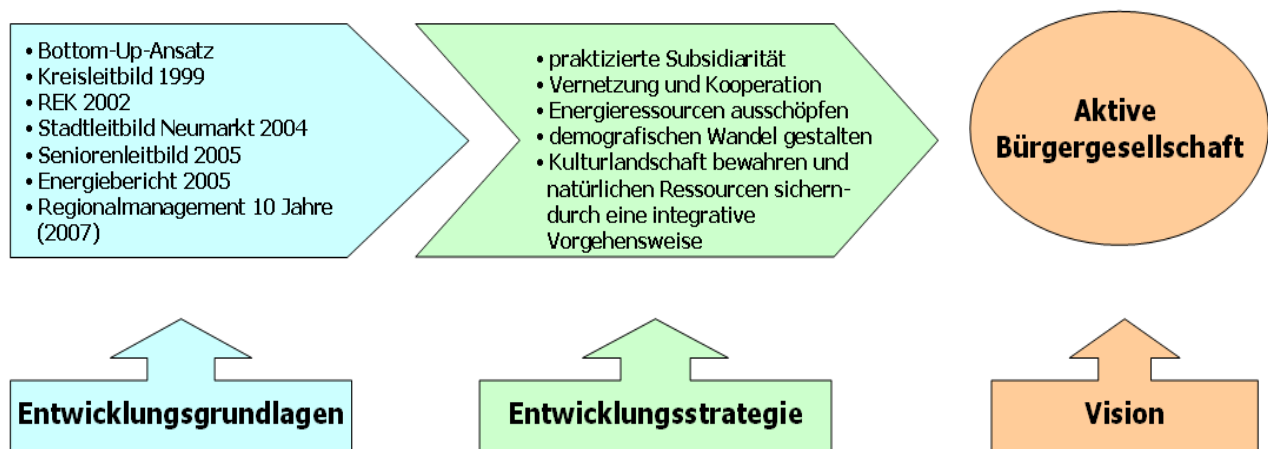 • Bottom-Up-Ansatz
• Kreisleitbild 1999
• REK 2002
• Stadtleitbild Neumarkt 2004
• Seniorenleitbild 2005
• Energiebericht 2005
• Regionalmanagement 10 Jahre
(2007)
• praktizierte Subsidiarität
• Vernetzung und Kooperation
• Energieressourcen ausschöpfen
• demografischen Wandel gestalten
• Kulturlandschaft bewahren und
natürlichen Ressourcen sichern-
durch eine integrative
Vorgehensweise
Aktive
Bürgergesellschaft
Entwicklungsgrundlagen
Entwicklungsstrategie
Vision